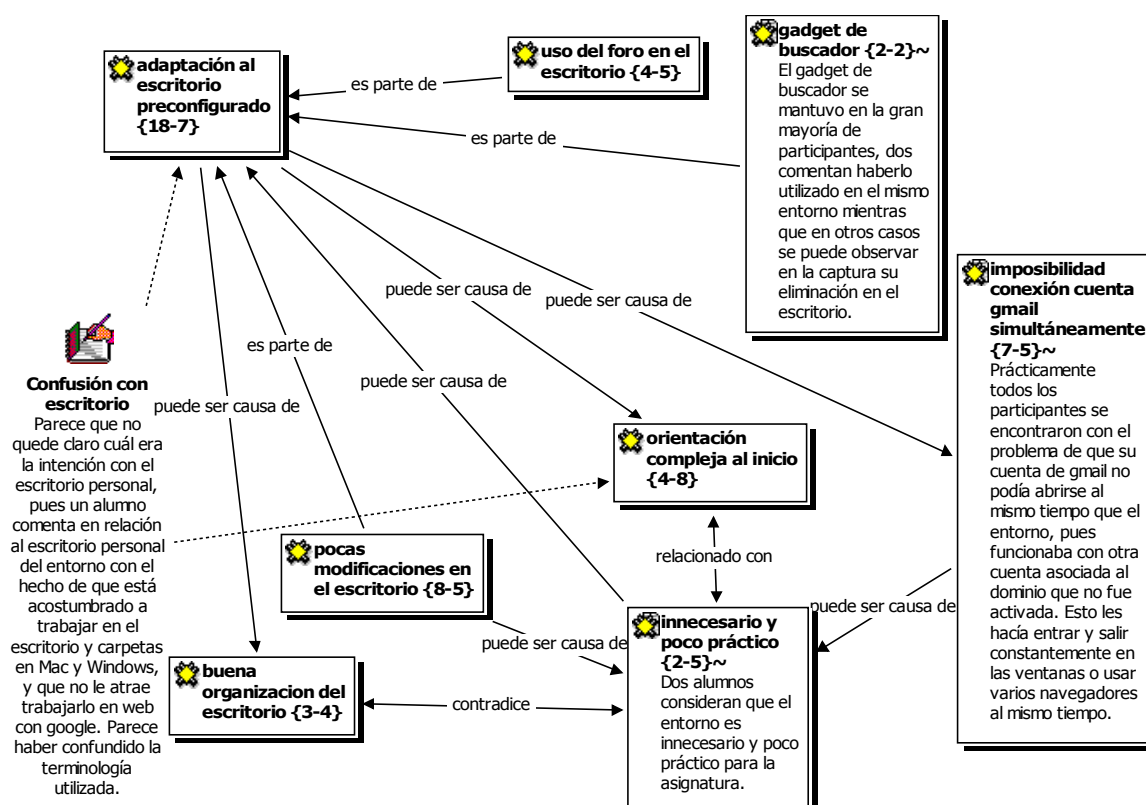 adaptación al
escritorio
preconfigurado
{18-7}
uso del foro en el
escritorio {4-5}
gadget de
buscador {2-2}~
El gadget de
buscador se
mantuvo en la gran
mayoría de
participantes, dos
comentan haberlo
utilizado en el mismo
entorno mientras
que en otros casos
se puede observar
en la captura su
eliminación en el
escritorio.
es parte de
es parte de
imposibilidad
conexión cuenta
gmail
simultáneamente
{7-5}~
Prácticamente
todos los
participantes se
encontraron con el
problema de que su
cuenta de gmail no
podía abrirse al
mismo tiempo que el
entorno, pues
funcionaba con otra
cuenta asociada al
dominio que no fue
activada. Esto les
hacía entrar y salir
constantemente en
las ventanas o usar
varios navegadores
al mismo tiempo.
puede ser causa de
puede ser causa de
es parte de
puede ser causa de
puede ser causa de
Confusión con
escritorio
Parece que no
quede claro cuál era
la intención con el
escritorio personal,
pues un alumno
comenta en relación
al escritorio personal
del entorno con el
hecho de que está
acostumbrado a
trabajar en el
escritorio y carpetas
en Mac y Windows,
y que no le atrae
trabajarlo en web
con google. Parece
haber confundido la
terminología
utilizada.
orientación
compleja al inicio
{4-8}
pocas
modificaciones en
el escritorio {8-5}
relacionado con
puede ser causa de
puede ser causa de
innecesario y
poco práctico
{2-5}~
Dos alumnos
consideran que el
entorno es
innecesario y poco
práctico para la
asignatura.
buena
organizacion del
escritorio {3-4}
contradice